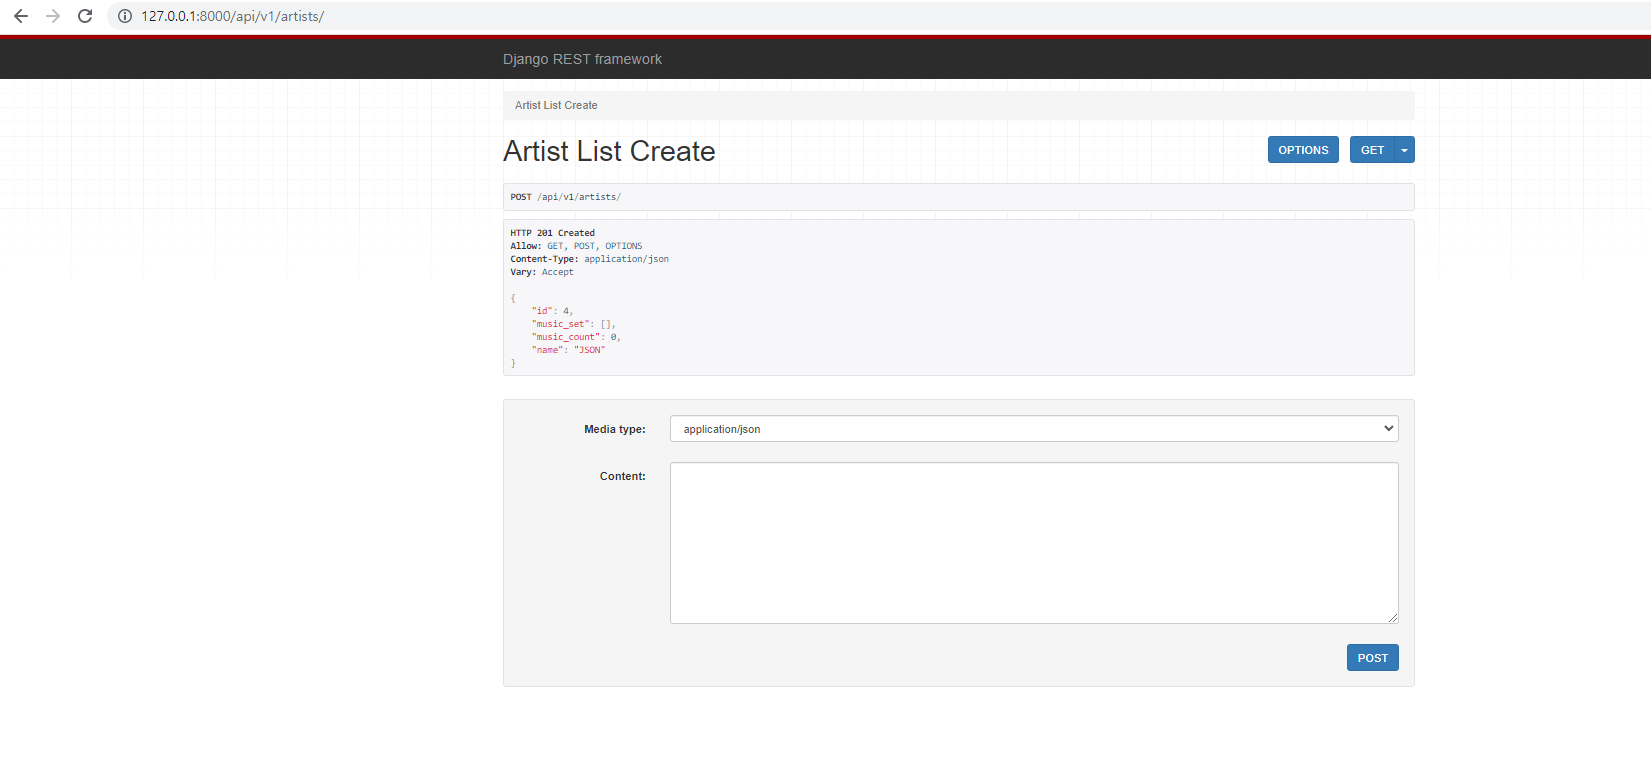 127.0.0.1:8000/api/v1/artists/
Django REST framework
Artist List Create
Artist List Create
OPTIONS
GET
POST /api/v1/artists/
HTTP 201 Created
Allow: GET, POST, OPTIONS
Content-Type: application/json
Vary: Accept
{
    "id": 4,
    "music_set": [],
    "music_count": 0,
    "name": "JSON"
}
Media type:
application/json
Content:
POST